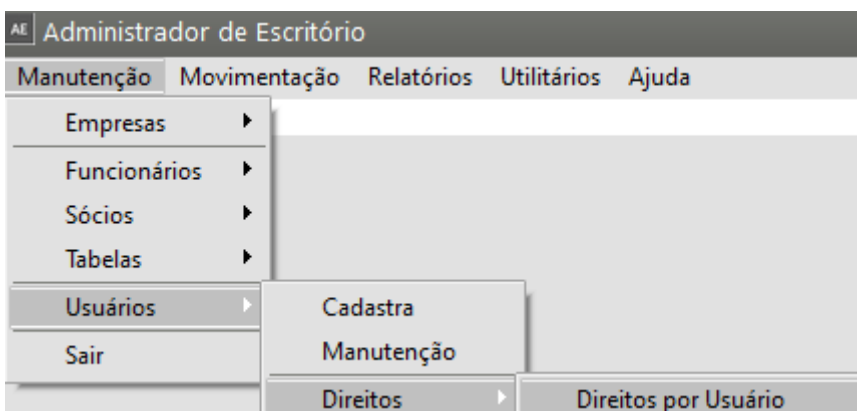 AE Administrador de Escritório
Manutenção Movimentação Relatórios Utilitários Ajuda
Empresas
Funcionários
Sócios
Tabelas
Usuários Cadastra
Sair Manutenção
Direitos Direitos por Usuário